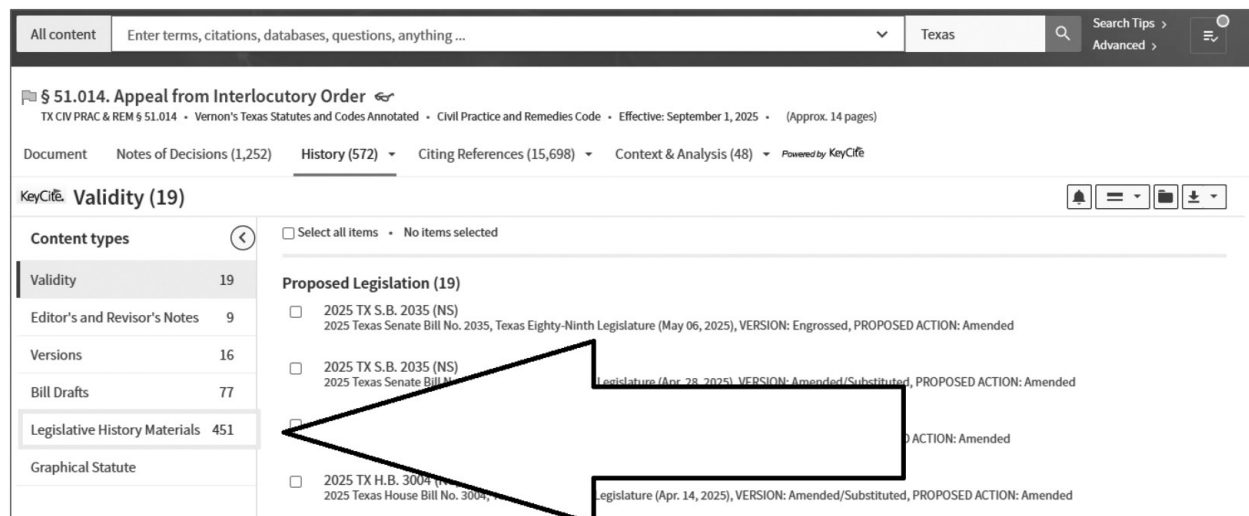 All content Enter terms, citations, databases, questions, anything ... Texas Search Tips >
Advanced >
§ 51.014. Appeal from Interlocutory Order
TX CIV PRAC & REM § 51.014 • Vernon's Texas Statutes and Codes Annotated • Civil Practice and Remedies Code • Effective: September 1, 2025 • (Approx. 14 pages)
Document Notes of Decisions (1,252) History (572) Citing References (15,698) Context & Analysis (48) Powered by KeyCite
KeyCite. Validity (19)
Content types
Select all items • No items selected
Validity 19
Editor's and Revisor's Notes 9
Versions 16
Bill Drafts 77
Legislative History Materials 451
Graphical Statute
Proposed Legislation (19)
2025 TX S.B. 2035 (NS)
2025 Texas Senate Bill No. 2035, Texas Eighty-Ninth Legislature (May 06, 2025), VERSION: Engrossed, PROPOSED ACTION: Amended
2025 TX S.B. 2035 (NS)
2025 Texas Senate Bill Legislature (Apr. 28, 2025), VERSION: Amended/Substituted, PROPOSED ACTION: Amended
ACTION: Amended
2025 TX H.B. 3004
2025 Texas House Bill No. 3004, Legislature (Apr. 14, 2025), VERSION: Amended/Substituted, PROPOSED ACTION: Amended